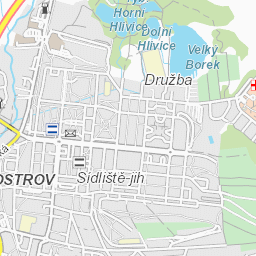 Horní
Hlivice
Dolní
Hlivice
Velký
Borek
Družba
OSTROV
Sídliště-jih